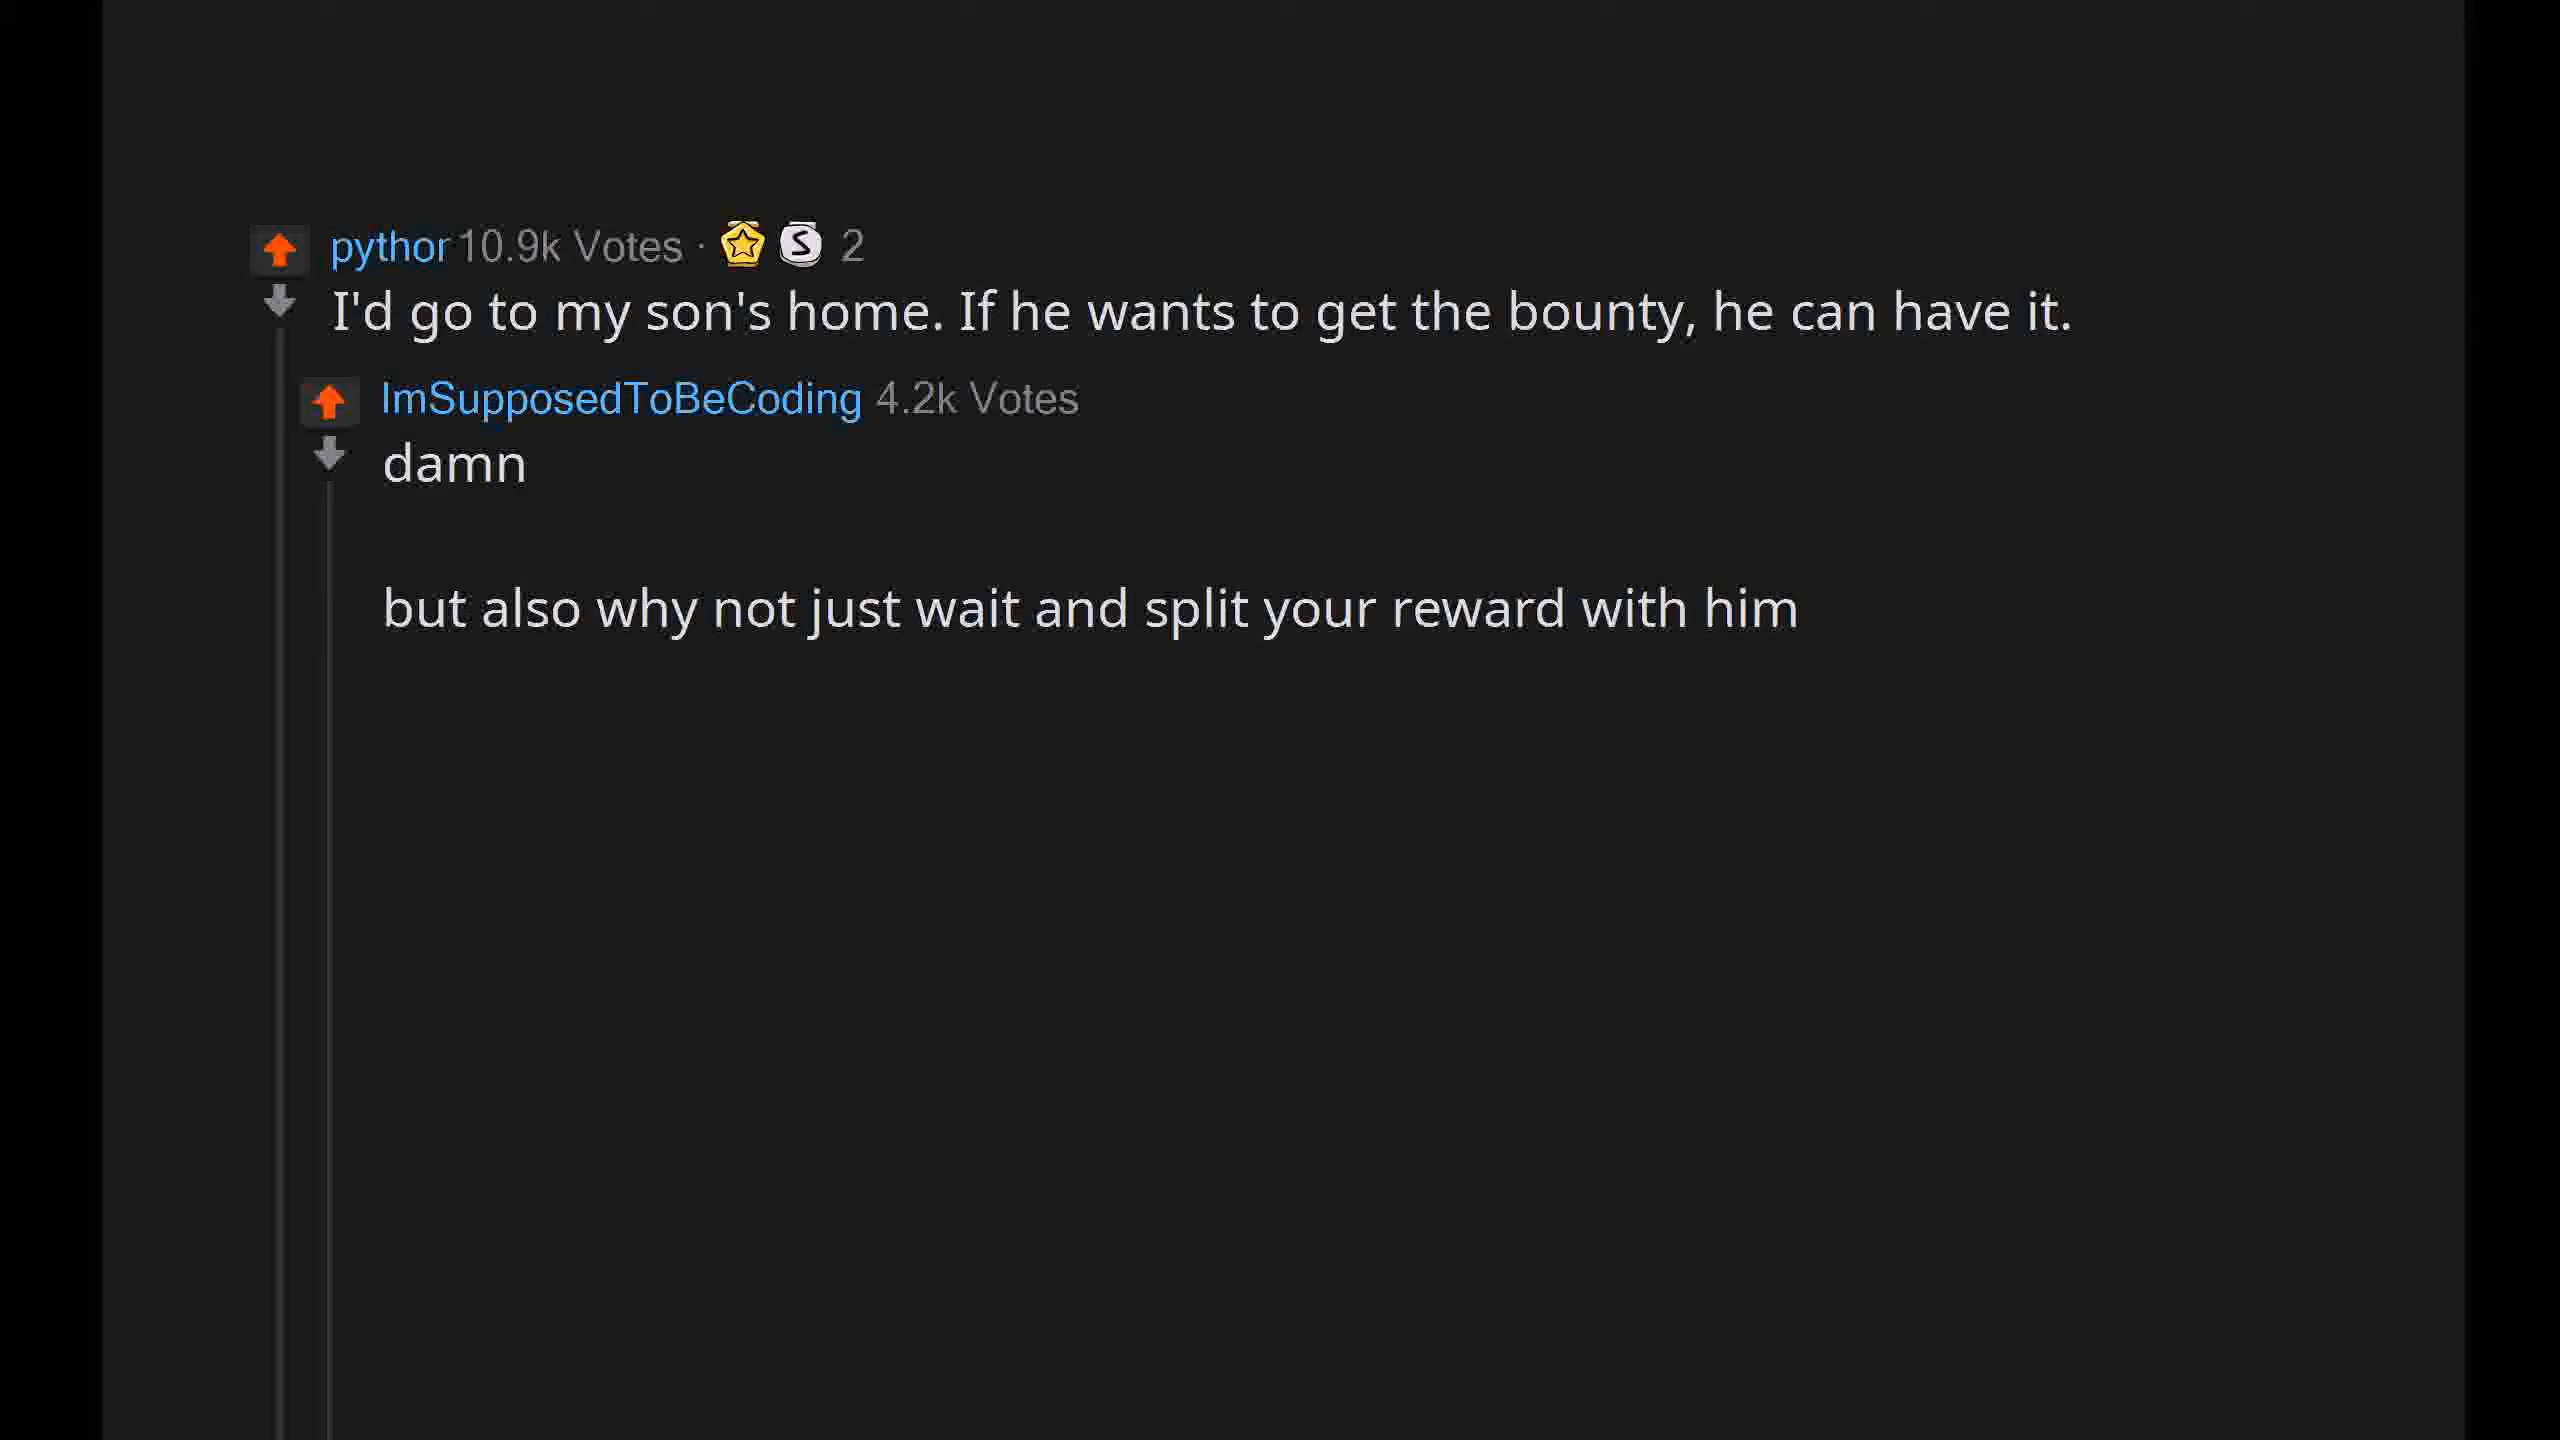 pythor 10.9k Votes · S 2
I'd go to my son's home. If he wants to get the bounty, he can have it.
ImSupposedToBeCoding 4.2k Votes
damn
but also why not just wait and split your reward with him